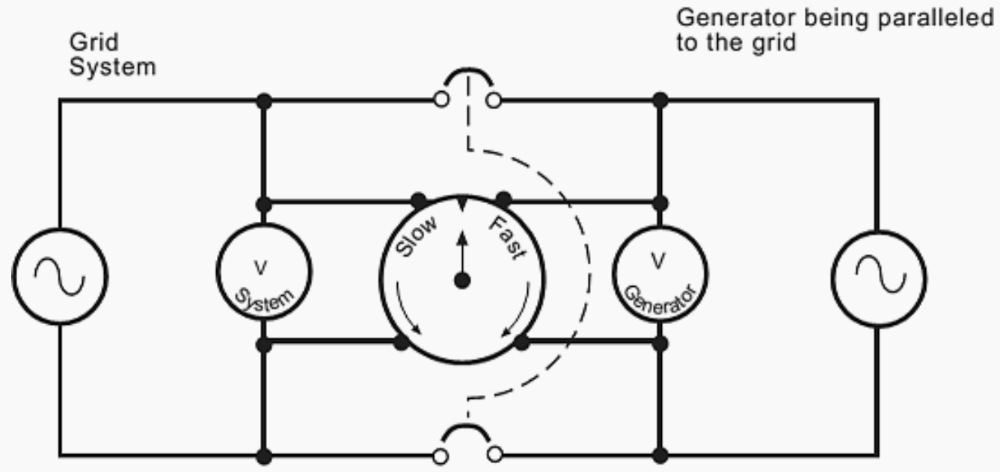 Grid
System
Generator being paralleled
to the grid
Slow
Fast
V
System
V
Generator